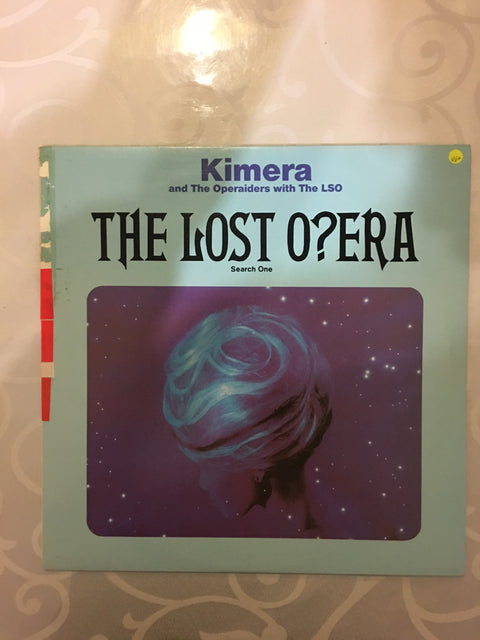 Kimera
and The Operaiders with The LSO
THE LOST O?ERA
Search One